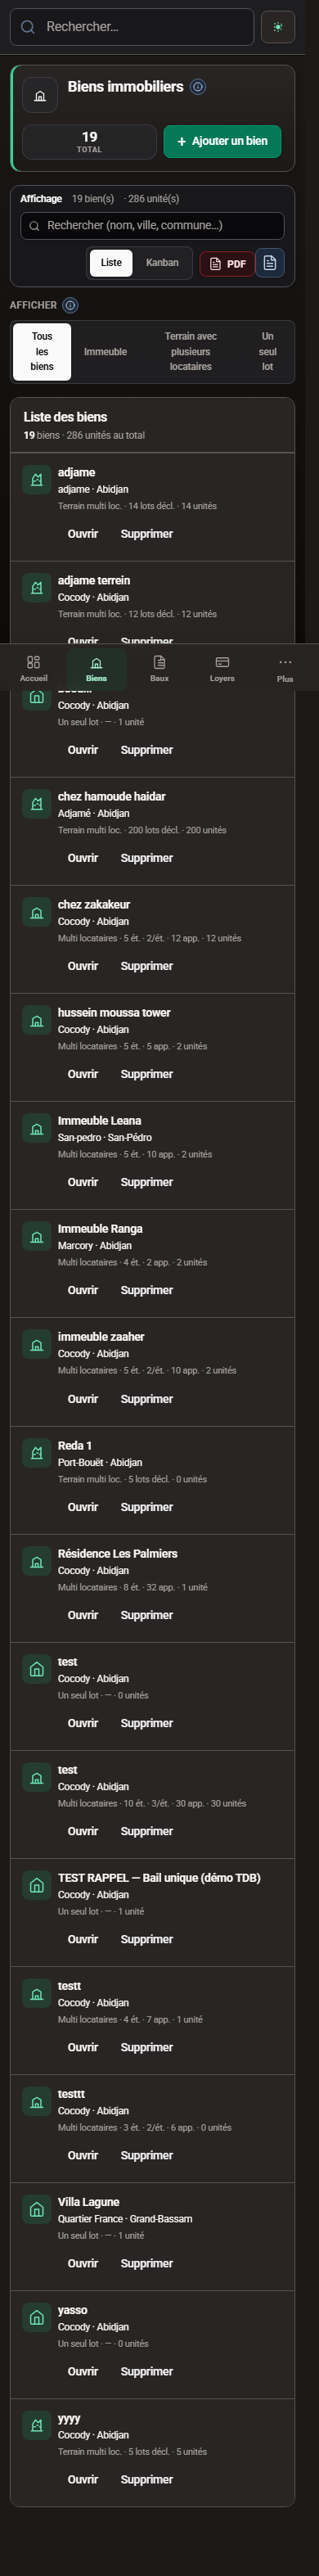 Rechercher...
Biens immobiliers
19
TOTAL
+ Ajouter un bien
Affichage 19 bien(s) · 286 unité(s)
Rechercher (nom, ville, commune...)
Liste Kanban PDF
AFFICHER
Tous les biens
Immeuble
Terrain avec plusieurs locataires
Un seul lot
Liste des biens
19 biens · 286 unités au total
adjame
adjame · Abidjan
Terrain multi loc. · 14 lots décl. · 14 unités
Ouvrir Supprimer
adjame terrein
Cocody · Abidjan
Terrain multi loc. · 12 lots décl. · 12 unités
Ouvrir Supprimer
Accueil Biens Baux Loyers Plus
Cocody · Abidjan
Un seul lot · — · 1 unité
Ouvrir Supprimer
chez hamoude haidar
Adjamé · Abidjan
Terrain multi loc. · 200 lots décl. · 200 unités
Ouvrir Supprimer
chez zakakeur
Cocody · Abidjan
Multi locataires · 5 ét. · 2/ét. · 12 app. · 12 unités
Ouvrir Supprimer
hussein moussa tower
Cocody · Abidjan
Multi locataires · 5 ét. · 5 app. · 2 unités
Ouvrir Supprimer
Immeuble Leana
San-pedro · San-Pédro
Multi locataires · 5 ét. · 10 app. · 2 unités
Ouvrir Supprimer
Immeuble Ranga
Marcory · Abidjan
Multi locataires · 4 ét. · 2 app. · 2 unités
Ouvrir Supprimer
immeuble zaaher
Cocody · Abidjan
Multi locataires · 5 ét. · 2/ét. · 10 app. · 2 unités
Ouvrir Supprimer
Reda 1
Port-Bouët · Abidjan
Terrain multi loc. · 5 lots décl. · 0 unités
Ouvrir Supprimer
Résidence Les Palmiers
Cocody · Abidjan
Multi locataires · 8 ét. · 32 app. · 1 unité
Ouvrir Supprimer
test
Cocody · Abidjan
Un seul lot · — · 0 unités
Ouvrir Supprimer
test
Cocody · Abidjan
Multi locataires · 10 ét. · 3/ét. · 30 app. · 30 unités
Ouvrir Supprimer
TEST RAPPEL — Bail unique (démo TDB)
Cocody · Abidjan
Un seul lot · — · 1 unité
Ouvrir Supprimer
testt
Cocody · Abidjan
Multi locataires · 4 ét. · 7 app. · 1 unité
Ouvrir Supprimer
testtt
Cocody · Abidjan
Multi locataires · 3 ét. · 2/ét. · 6 app. · 0 unités
Ouvrir Supprimer
Villa Lagune
Quartier France · Grand-Bassam
Un seul lot · — · 1 unité
Ouvrir Supprimer
yasso
Cocody · Abidjan
Un seul lot · — · 0 unités
Ouvrir Supprimer
yyyy
Cocody · Abidjan
Terrain multi loc. · 5 lots décl. · 5 unités
Ouvrir Supprimer